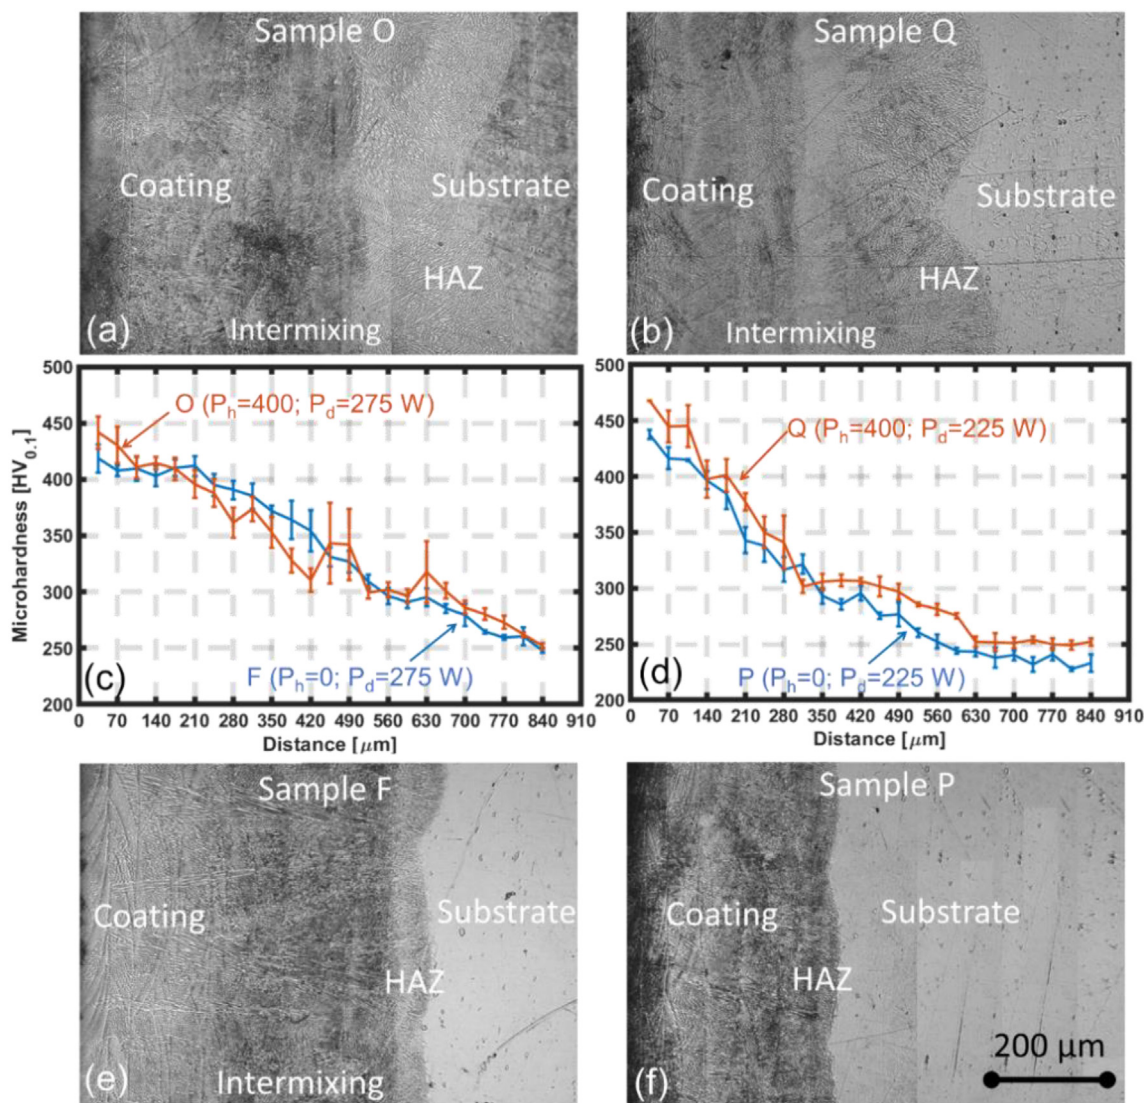 Sample O
Coating
Substrate
HAZ
Intermixing
(a)
Sample Q
Coating
Substrate
HAZ
Intermixing
(b)
500
450
400
350
300
250
200
Microhardness [HV0.1]
O (Ph=400; Pd=275 W)
F (Ph=0; Pd=275 W)
(c)
0 70 140 210 280 350 420 490 560 630 700 770 840 910
Distance [μm]
500
450
400
350
300
250
200
Q (Ph=400; Pd=225 W)
P (Ph=0; Pd=225 W)
(d)
0 70 140 210 280 350 420 490 560 630 700 770 840 910
Distance [μm]
Sample F
Coating
Substrate
HAZ
Intermixing
(e)
Sample P
Coating
Substrate
HAZ
200 μm
(f)